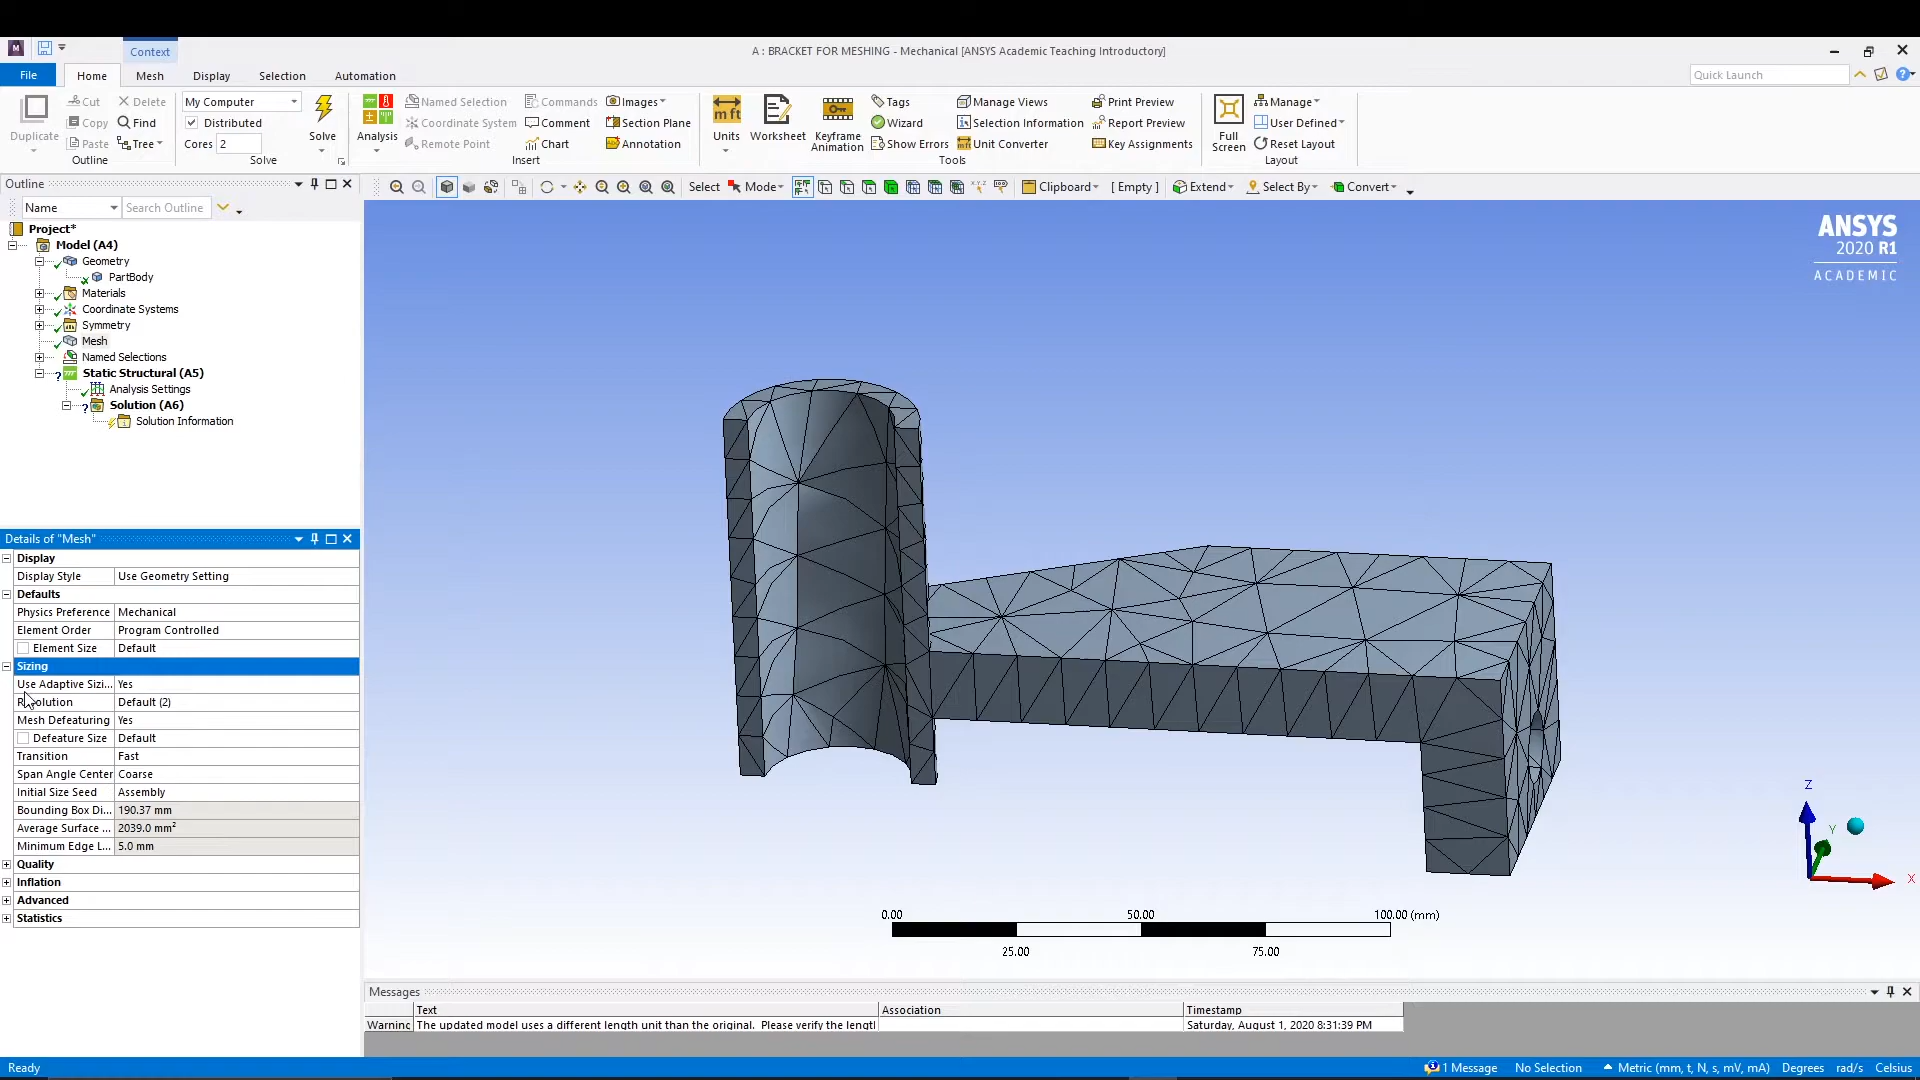 Context
A : BRACKET FOR MESHING - Mechanical [ANSYS Academic Teaching Introductory]
File Home Mesh Display Selection Automation
Quick Launch
Duplicate
Cut
Copy
Paste
Delete
Find
Tree
Outline
My Computer
Distributed
Cores 2
Solve
Solve
Analysis
Named Selection
Coordinate System
Remote Point
Commands
Comment
Chart
Images
Section Plane
Annotation
Insert
Units
Worksheet
Keyframe
Animation
Tags
Wizard
Show Errors
Manage Views
Selection Information
Unit Converter
Print Preview
Report Preview
Key Assignments
Tools
Full
Screen
Manage
User Defined
Reset Layout
Layout
Outline
Name
Search Outline
Select Mode
Clipboard [ Empty ] Extend Select By Convert
Project*
Model (A4)
Geometry
PartBody
Materials
Coordinate Systems
Symmetry
Mesh
Named Selections
Static Structural (A5)
Analysis Settings
Solution (A6)
Solution Information
Details of "Mesh"
Display
Display Style Use Geometry Setting
Defaults
Physics Preference Mechanical
Element Order Program Controlled
Element Size Default
Sizing
Use Adaptive Sizi... Yes
Resolution Default (2)
Mesh Defeaturing Yes
Defeature Size Default
Transition Fast
Span Angle Center Coarse
Initial Size Seed Assembly
Bounding Box Di... 190.37 mm
Average Surface ... 2039.0 mm²
Minimum Edge L... 5.0 mm
Quality
Inflation
Advanced
Statistics
ANSYS
2020 R1
ACADEMIC
Z
Y
X
0.00 50.00 100.00 (mm)
25.00 75.00
Messages
Text Association Timestamp
Warning The updated model uses a different length unit than the original. Please verify the length Saturday, August 1, 2020 8:31:39 PM
Ready
1 Message No Selection Metric (mm, t, N, s, mV, mA) Degrees rad/s Celsius